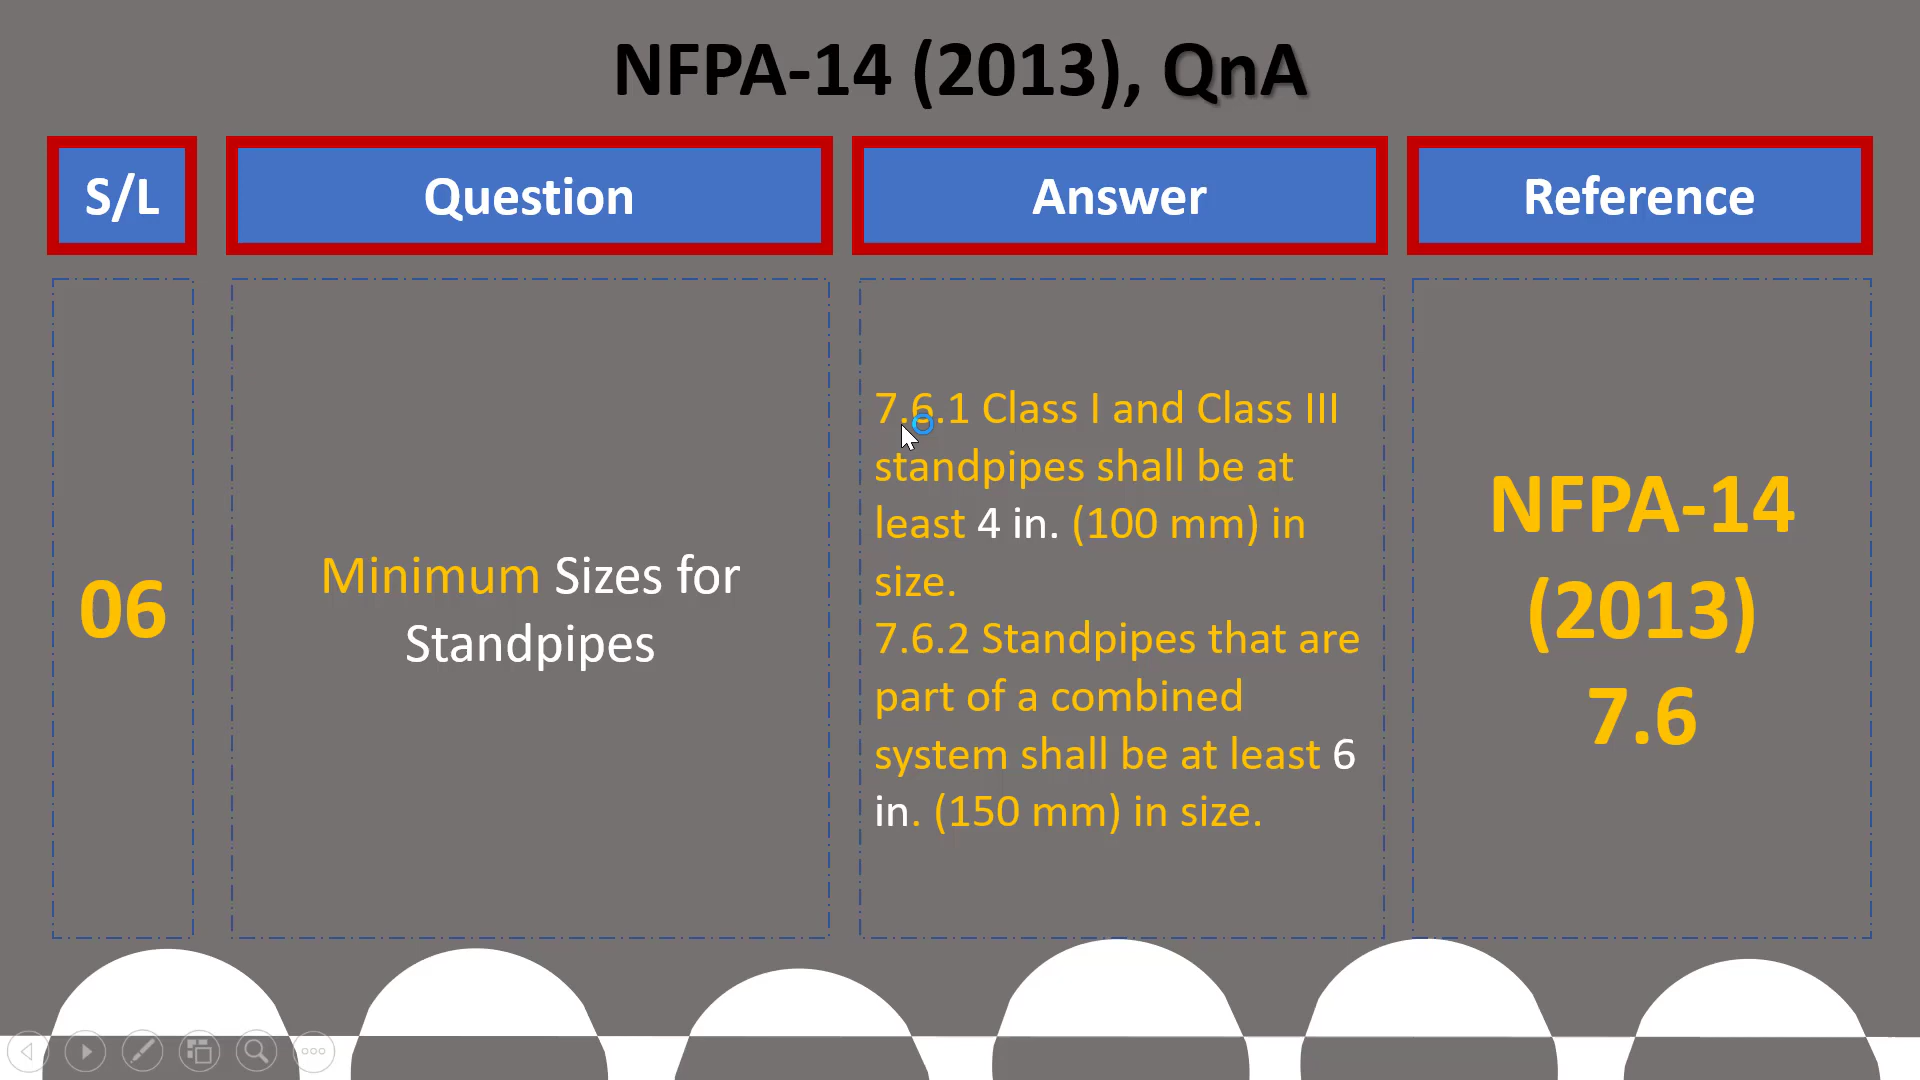 NFPA-14 (2013), QnA
S/L
Question
Answer
Reference
06
Minimum Sizes for
Standpipes
7.6.1 Class I and Class III
standpipes shall be at
least 4 in. (100 mm) in
size.
7.6.2 Standpipes that are
part of a combined
system shall be at least 6
in. (150 mm) in size.
NFPA-14
(2013)
7.6